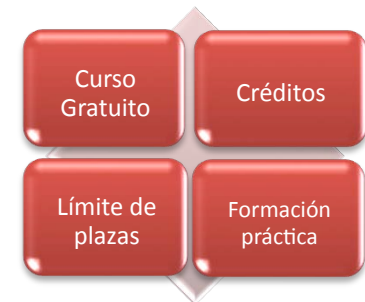 Curso
Gratuito
Créditos
Límite de
plazas
Formación
práctica